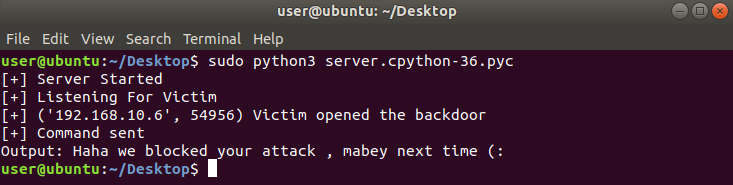 user@ubuntu: ~/Desktop
File Edit View Search Terminal Help
user@ubuntu:~/Desktop$ sudo python3 server.cpython-36.pyc
[+] Server Started
[+] Listening For Victim
[+] ('192.168.10.6', 54956) Victim opened the backdoor
[+] Command sent
Output: Haha we blocked your attack , mabey next time (:
user@ubuntu:~/Desktop$